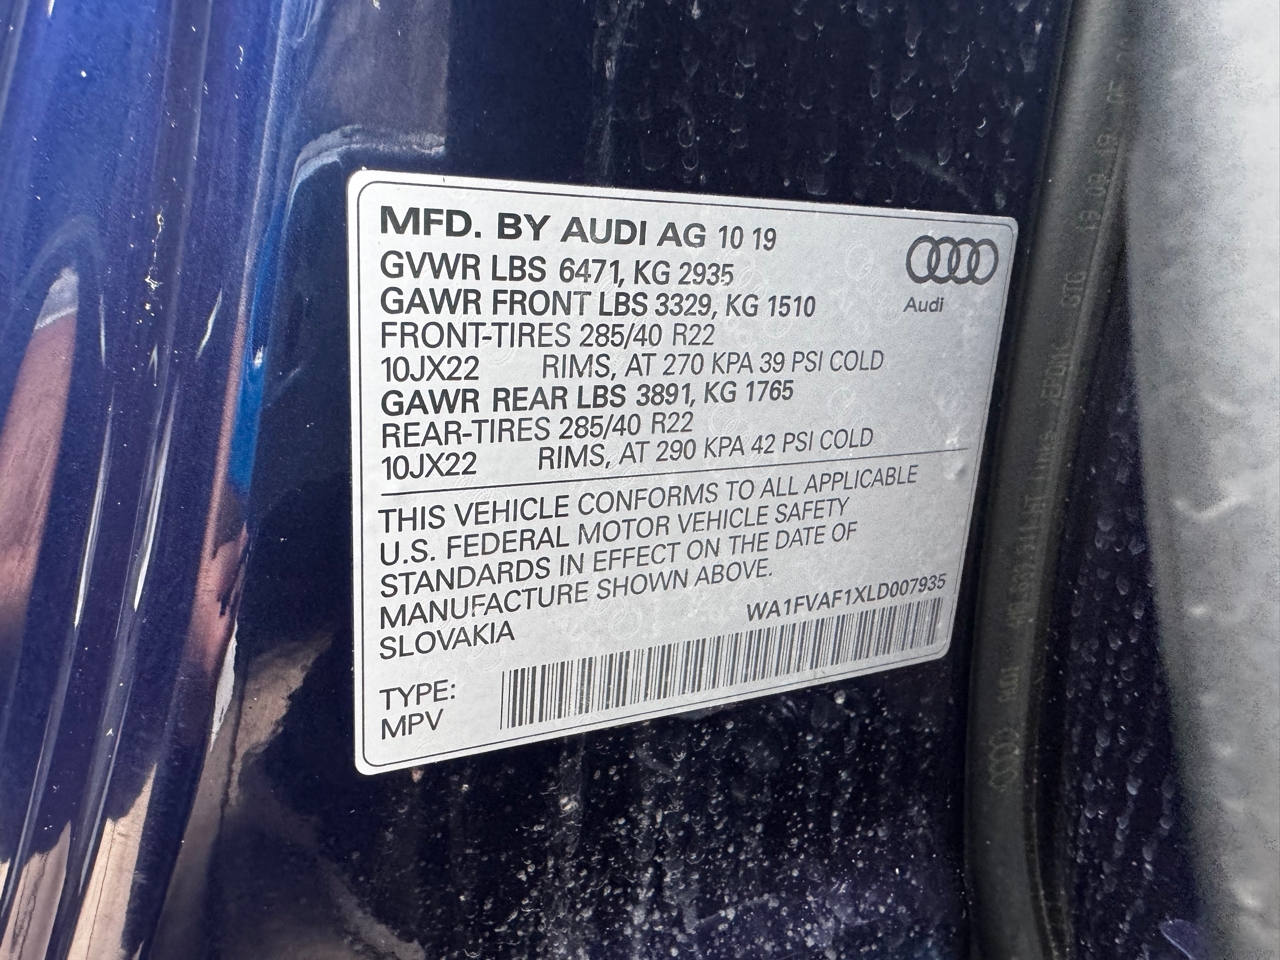 MFD. BY AUDI AG 10 19
GVWR LBS 6471, KG 2935
GAWR FRONT LBS 3329, KG 1510
Audi
FRONT-TIRES 285/40 R22
10JX22 RIMS, AT 270 KPA 39 PSI COLD
GAWR REAR LBS 3891, KG 1765
REAR-TIRES 285/40 R22
10JX22 RIMS, AT 290 KPA 42 PSI COLD
THIS VEHICLE CONFORMS TO ALL APPLICABLE
U.S. FEDERAL MOTOR VEHICLE SAFETY
STANDARDS IN EFFECT ON THE DATE OF
MANUFACTURE SHOWN ABOVE.
SLOVAKIA
WA1FVAF1XLD007935
TYPE:
MPV